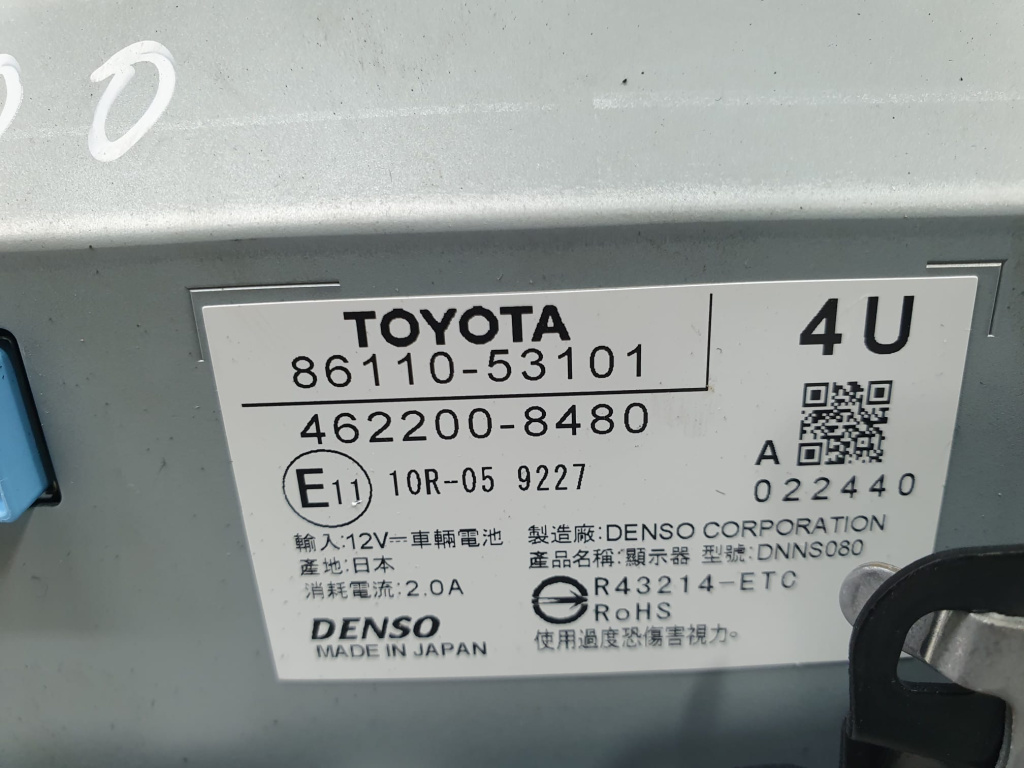 00
TOYOTA
86110-53101
4U
462200-8480
A
022440
E11 10R-05 9227
輸入:12V⎓車輛電池
產地:日本
消耗電流:2.0A
製造廠:DENSO CORPORATION
產品名稱:顯示器 型號:DNNS080
R43214-ETC
RoHS
使用過度恐傷害視力。
DENSO
MADE IN JAPAN